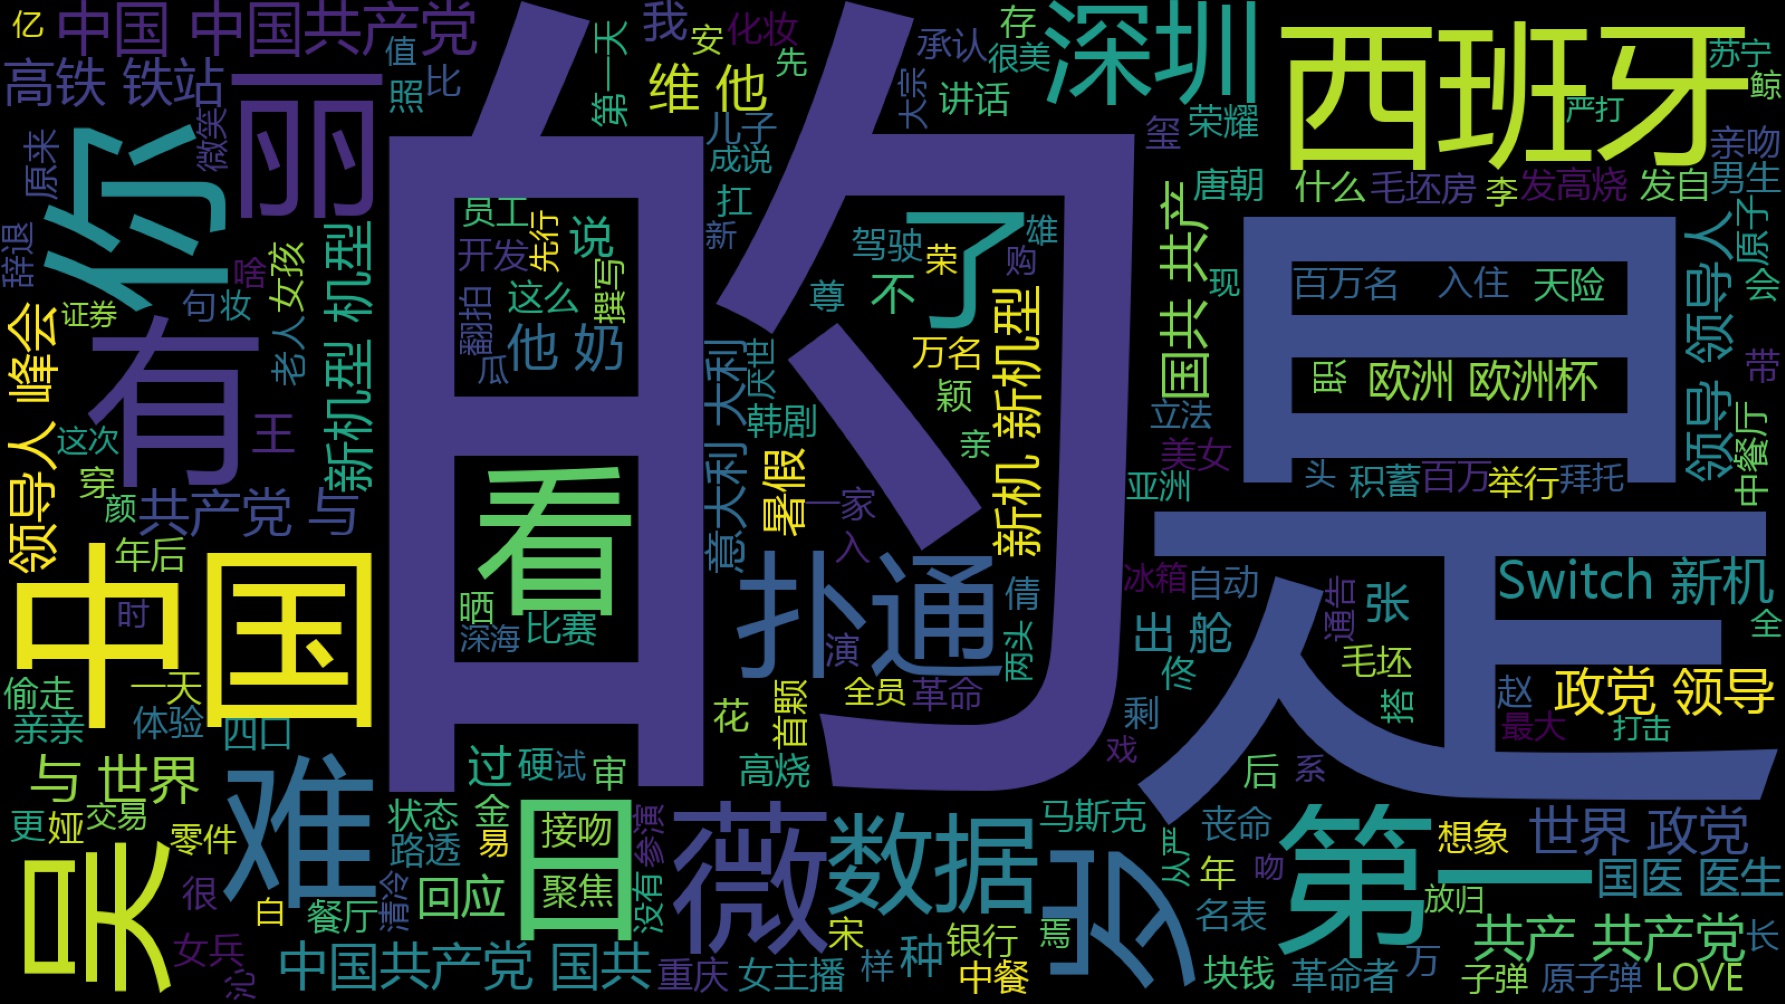 亿
中国 中国共产党
值
第一天
我
安
化妆
存
深圳
西班牙
苏宁
高铁 铁站
丽
照
比
维 他
先
承认
很美
大宗
讲话
鲸
严打
原来
微笑
你
的
儿子
成说
玺
荣耀
亲吻
辞退
啥
女孩
新机型 机型
员工
先行
说
扛
新
了
雄
驾驶
荣
购
国共 共产
唐朝
什么
毛坯房
李
发高烧
发自
男生
是
领导 领导人
原子
会
句
妆
证券
开发
撰写
这么
翻拍
瓜
他 奶
尊
不
现
百万名
入住
天险
领导人 峰会
有
老人
意大利 大利
厌世
万名
新机 新机型
职
欧洲 欧洲杯
带
这次
王
穿
颜
共产党 与
看
韩剧
颖
亲
立法
美女
中餐厅
暑假
一家
入
亚洲
头
积蓄
百万
举行
拜托
中国
年后
时
晒
深海
比赛
扑通
倩
两头
冰箱
自动
通告
张
Switch 新机
全
偷走
一天
亲亲
体验
四口
演
全员
革命
出 舱
佟
毛坯
搭
赵
政党 领导
最大
打击
与 世界
难
过
硬
试
审
花
首颗
高烧
剩
戏
后
系
更
娅
交易
零件
状态
金
路透
易
日
接吻
聚焦
参演
薇
数据
马斯克
岁
从严
丧命
年
吻
第一
想象
世界 政党
吴
很
白
餐厅
清冷
回应
没有
名表
放归
国医 医生
女兵
沁
中国共产党 国共
重庆
女主播
宋
样
种
银行
中餐
焉
块钱
革命者
万
共产 共产党
长
子弹
原子弹
LOVE